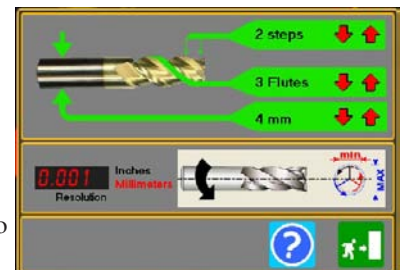 2 steps
3 Flutes
4 mm
0.001
Inches
Millimeters
Resolution
min
MAX
?
o